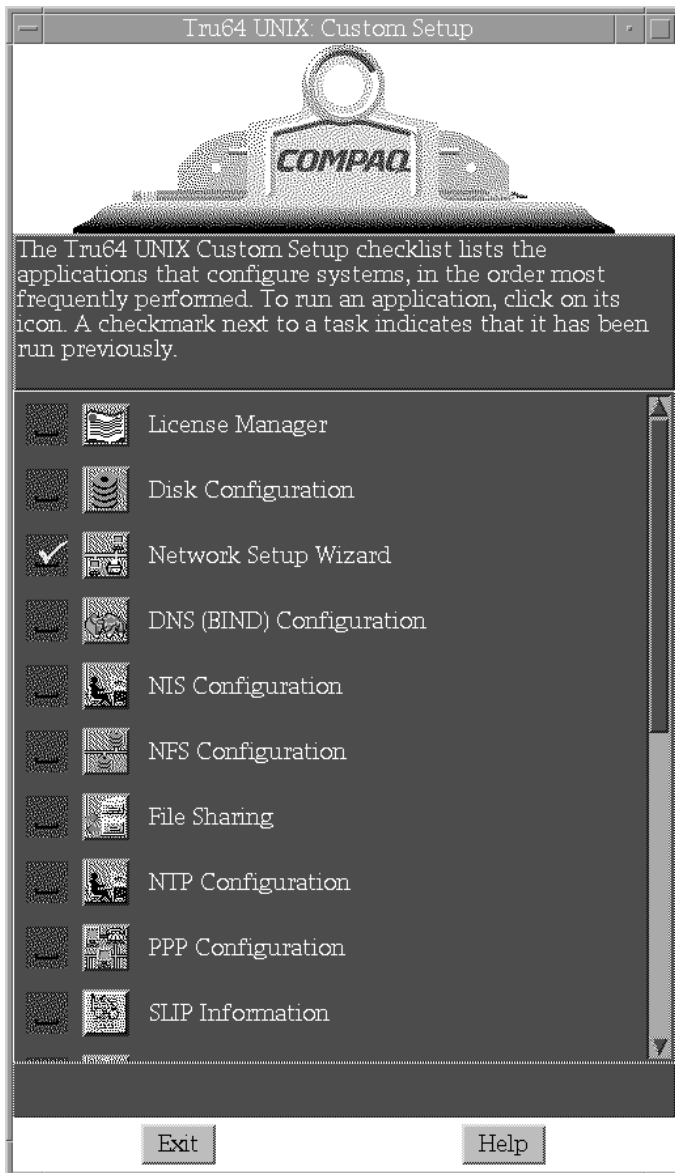 Tru64 UNIX: Custom Setup
COMPAQ
The Tru64 UNIX Custom Setup checklist lists the
applications that configure systems, in the order most
frequently performed. To run an application, click on its
icon. A checkmark next to a task indicates that it has been
run previously.
License Manager
Disk Configuration
Network Setup Wizard
DNS (BIND) Configuration
NIS Configuration
NFS Configuration
File Sharing
NTP Configuration
PPP Configuration
SLIP Information
Exit
Help